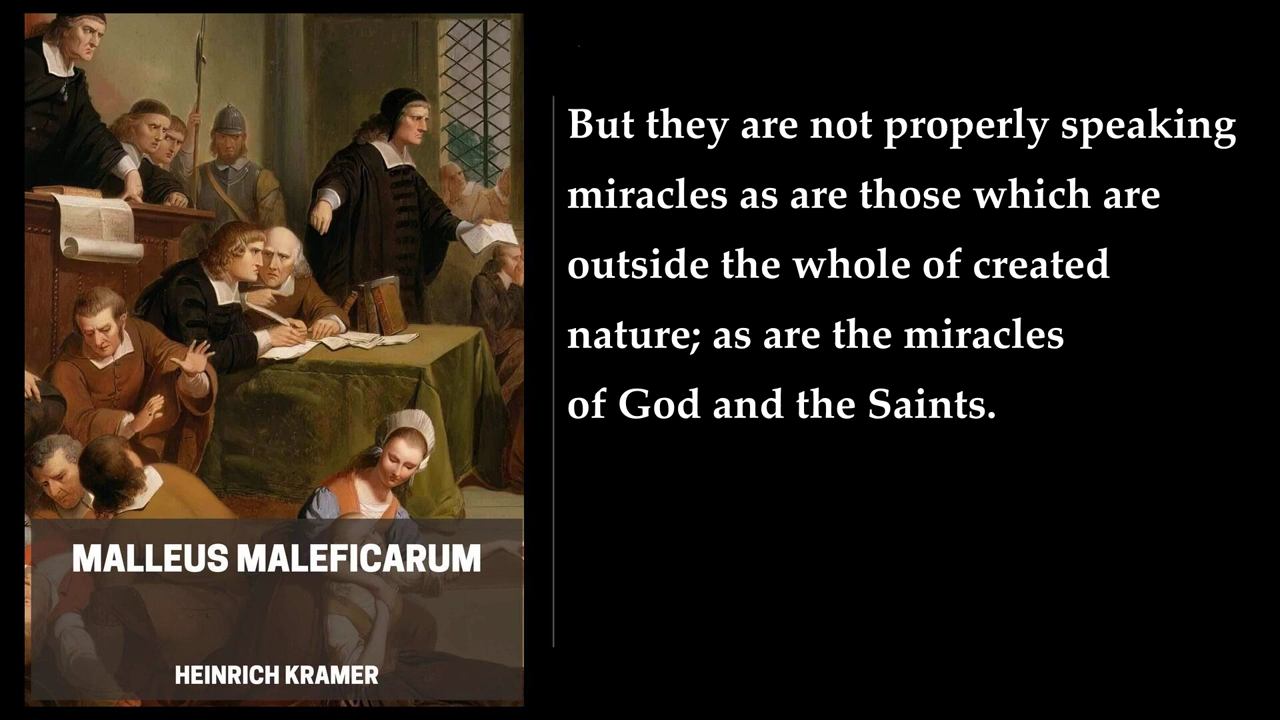 MALLEUS MALEFICARUM
HEINRICH KRAMER
But they are not properly speaking
miracles as are those which are
outside the whole of created
nature; as are the miracles
of God and the Saints.